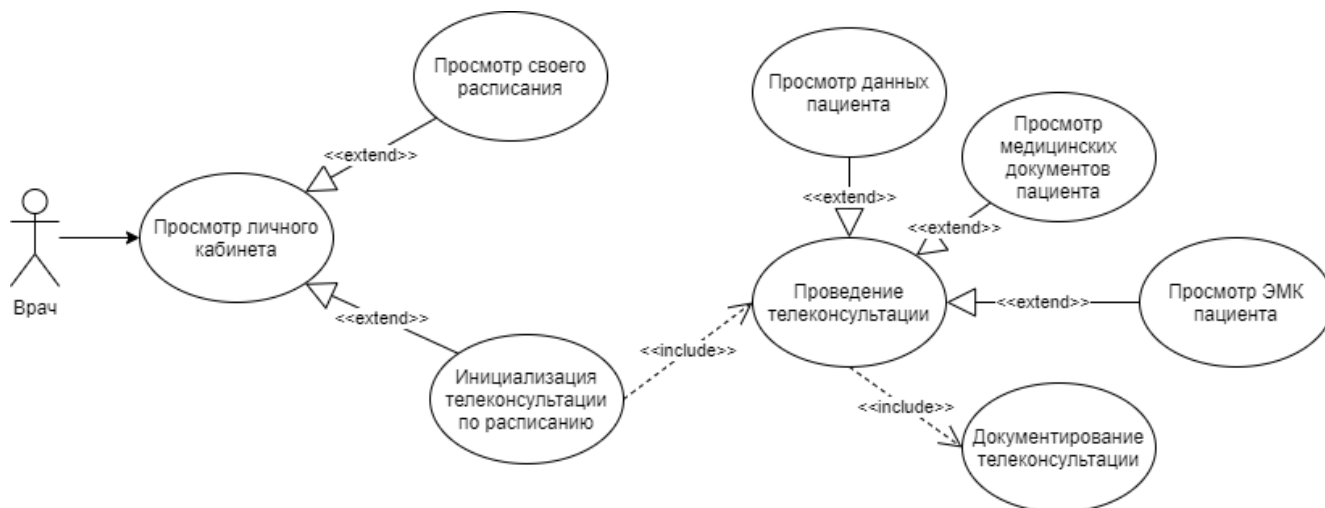 Просмотр своего
расписания
<<extend>>
Просмотр личного
кабинета
Врач
<<extend>>
Инициализация
телеконсультации
по расписанию
<<include>>
Просмотр данных
пациента
<<extend>>
Просмотр
медицинских
документов
пациента
<<extend>>
Проведение
телеконсультации
<<extend>>
Просмотр ЭМК
пациента
<<include>>
Документирование
телеконсультации